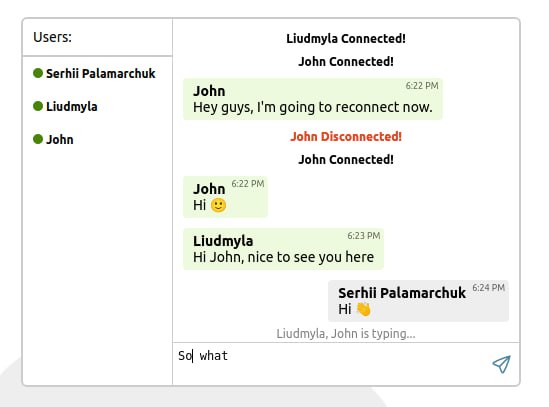 Users:
Serhii Palamarchuk
Liudmyla
John
Liudmyla Connected!
John Connected!
John 6:22 PM
Hey guys, I'm going to reconnect now.
John Disconnected!
John Connected!
John 6:22 PM
Hi 🙂
Liudmyla 6:23 PM
Hi John, nice to see you here
Serhii Palamarchuk 6:24 PM
Hi 👋
Liudmyla, John is typing...
So what